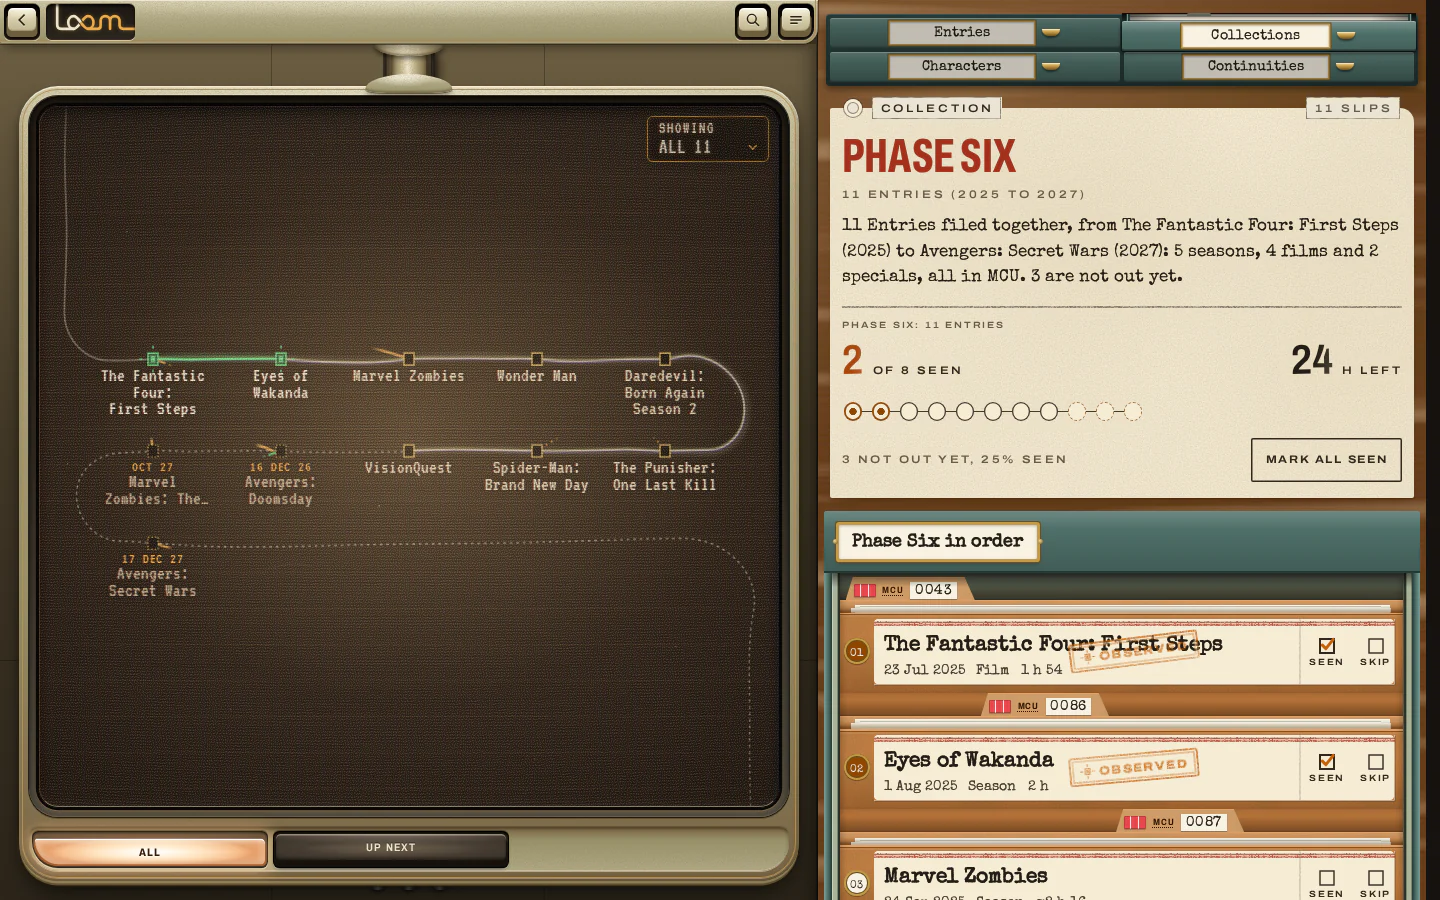 Loom
SHOWING
ALL 11
The Fantastic
Four:
First Steps
Eyes of
Wakanda
Marvel Zombies
Wonder Man
Daredevil:
Born Again
Season 2
OCT 27
Marvel
Zombies: The…
16 DEC 26
Avengers:
Doomsday
VisionQuest
Spider-Man:
Brand New Day
The Punisher:
One Last Kill
17 DEC 27
Avengers:
Secret Wars
ALL
UP NEXT
Entries
Collections
Characters
Continuities
COLLECTION
11 SLIPS
PHASE SIX
11 ENTRIES (2025 TO 2027)
11 Entries filed together, from The Fantastic Four: First Steps
(2025) to Avengers: Secret Wars (2027): 5 seasons, 4 films and 2
specials, all in MCU. 3 are not out yet.
PHASE SIX: 11 ENTRIES
2 OF 8 SEEN
24 H LEFT
3 NOT OUT YET, 25% SEEN
MARK ALL SEEN
Phase Six in order
MCU 0043
01
The Fantastic Four: First Steps
23 Jul 2025 Film 1 h 54
OBSERVED
SEEN
SKIP
MCU 0086
02
Eyes of Wakanda
1 Aug 2025 Season 2 h
OBSERVED
SEEN
SKIP
MCU 0087
03
Marvel Zombies
SEEN
SKIP